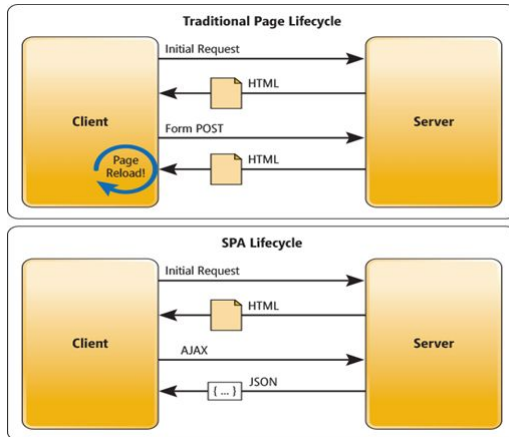 Traditional Page Lifecycle
Initial Request
HTML
Client
Server
Form POST
Page
Reload!
HTML
SPA Lifecycle
Initial Request
HTML
Client
Server
AJAX
JSON
{ ... }